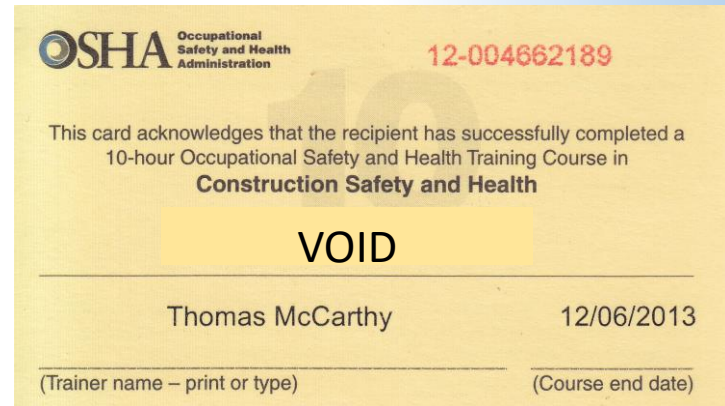 OSHA Occupational
Safety and Health
Administration
12-004662189
10
This card acknowledges that the recipient has successfully completed a
10-hour Occupational Safety and Health Training Course in
Construction Safety and Health
VOID
Thomas McCarthy 12/06/2013
(Trainer name – print or type) (Course end date)